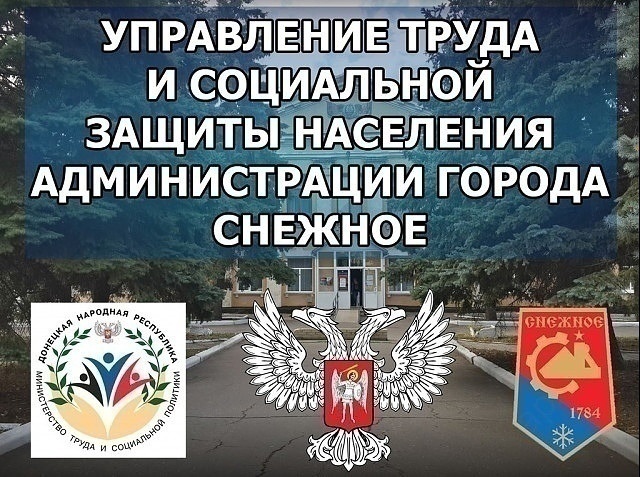 УПРАВЛЕНИЕ ТРУДА
И СОЦИАЛЬНОЙ
ЗАЩИТЫ НАСЕЛЕНИЯ
АДМИНИСТРАЦИИ ГОРОДА
СНЕЖНОЕ
ДОНЕЦКАЯ НАРОДНАЯ РЕСПУБЛИКА
МИНИСТЕРСТВО ТРУДА И СОЦИАЛЬНОЙ ПОЛИТИКИ
СНЕЖНОЕ
1784